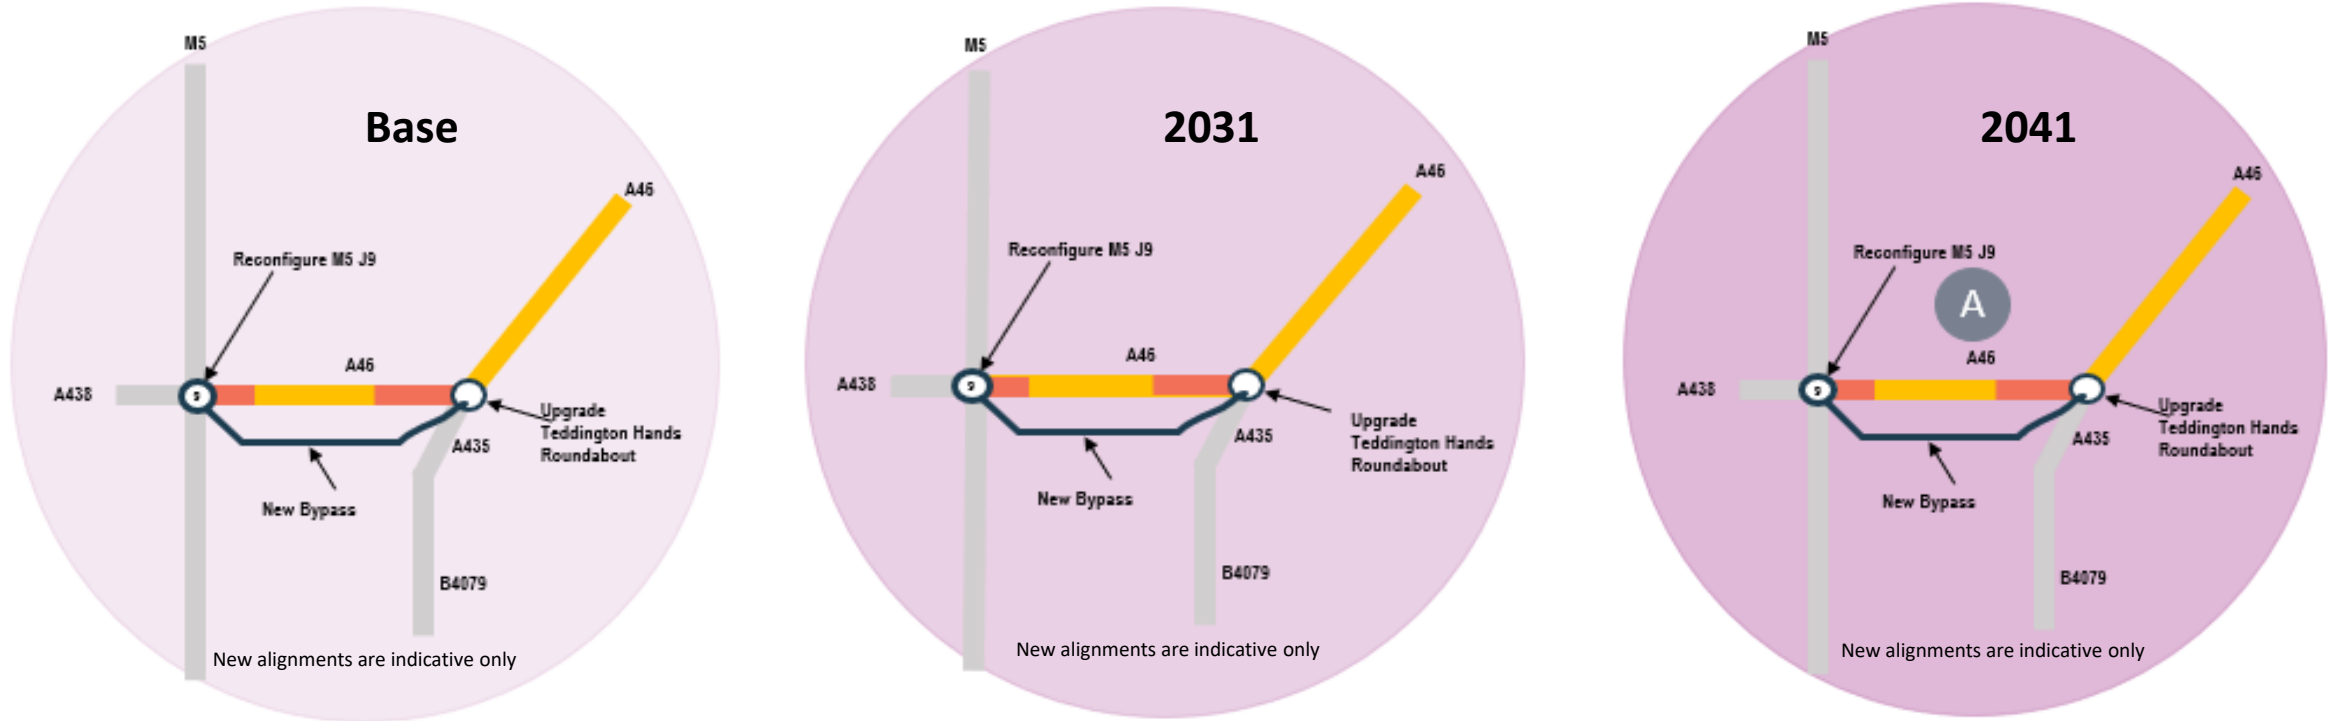 M5
Base
A46
Reconfigure M5 J9
A46
A438
9
Upgrade
Teddington Hands
Roundabout
A435
New Bypass
B4079
New alignments are indicative only
M5
2031
A46
Reconfigure M5 J9
A46
A438
9
Upgrade
Teddington Hands
Roundabout
A435
New Bypass
B4079
New alignments are indicative only
M5
2041
A46
Reconfigure M5 J9
A
A46
A438
9
Upgrade
Teddington Hands
Roundabout
A435
New Bypass
B4079
New alignments are indicative only